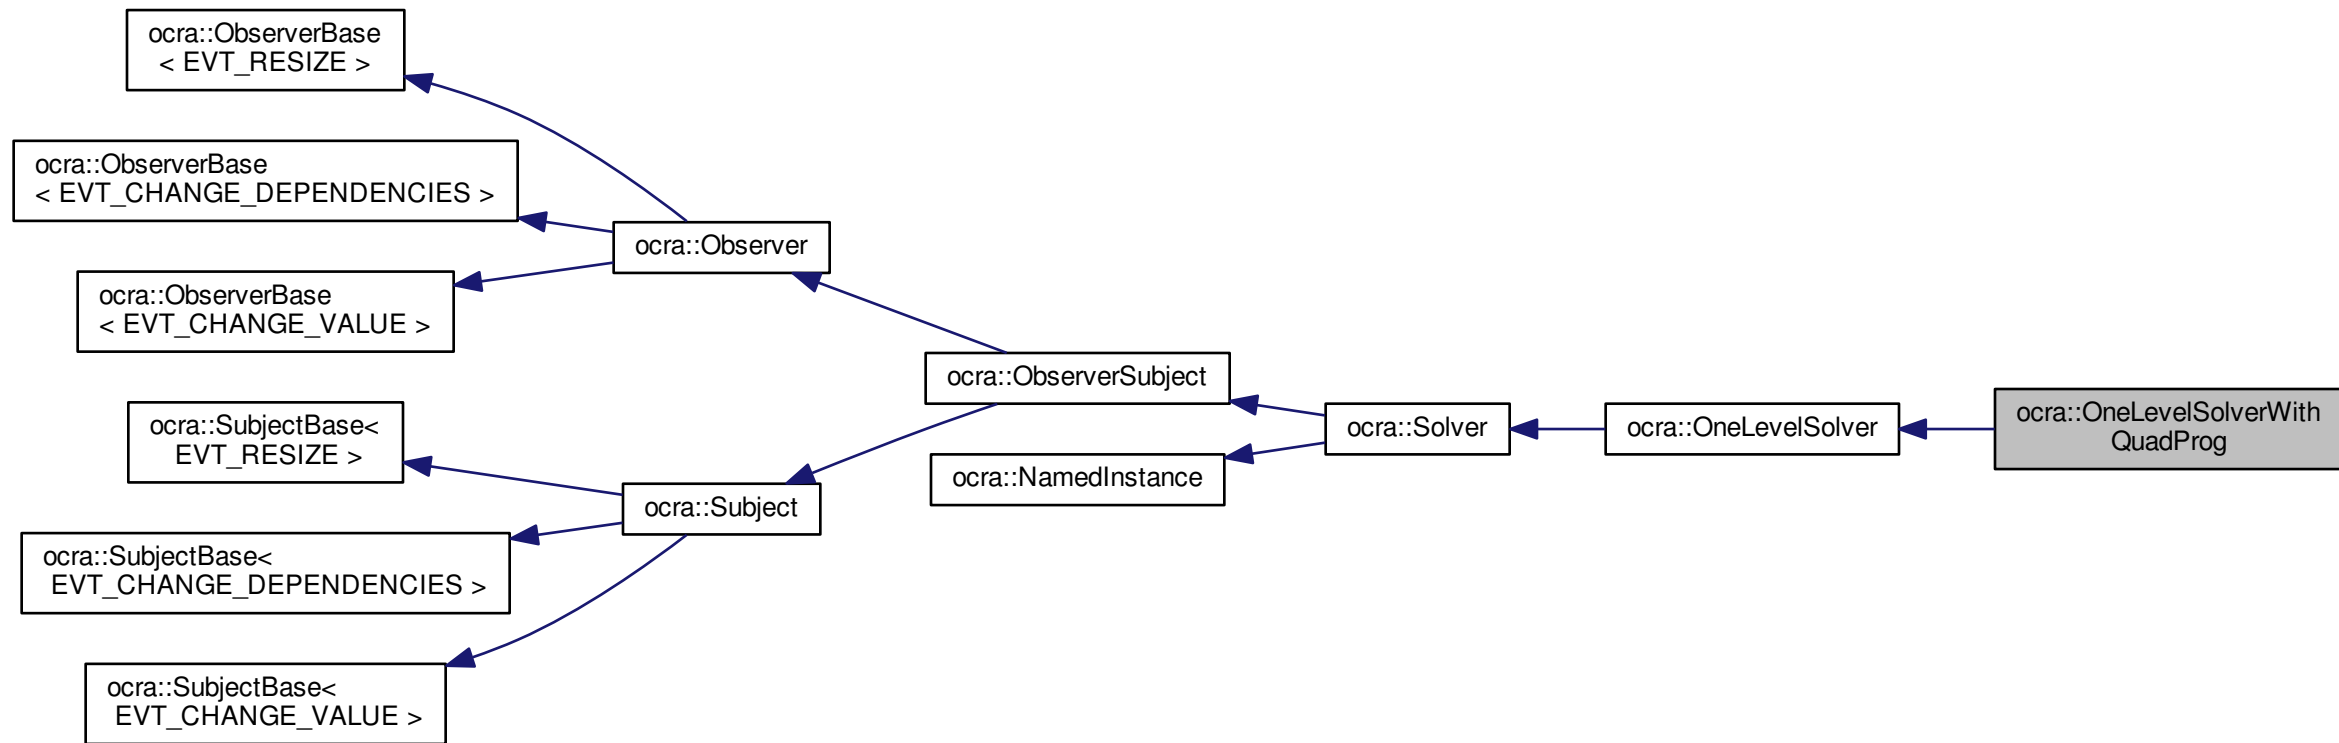 ocra::ObserverBase
< EVT_RESIZE >
ocra::ObserverBase
< EVT_CHANGE_DEPENDENCIES >
ocra::Observer
ocra::ObserverBase
< EVT_CHANGE_VALUE >
ocra::ObserverSubject
ocra::SubjectBase<
EVT_RESIZE >
ocra::Solver
ocra::OneLevelSolver
ocra::OneLevelSolverWith
QuadProg
ocra::NamedInstance
ocra::Subject
ocra::SubjectBase<
EVT_CHANGE_DEPENDENCIES >
ocra::SubjectBase<
EVT_CHANGE_VALUE >